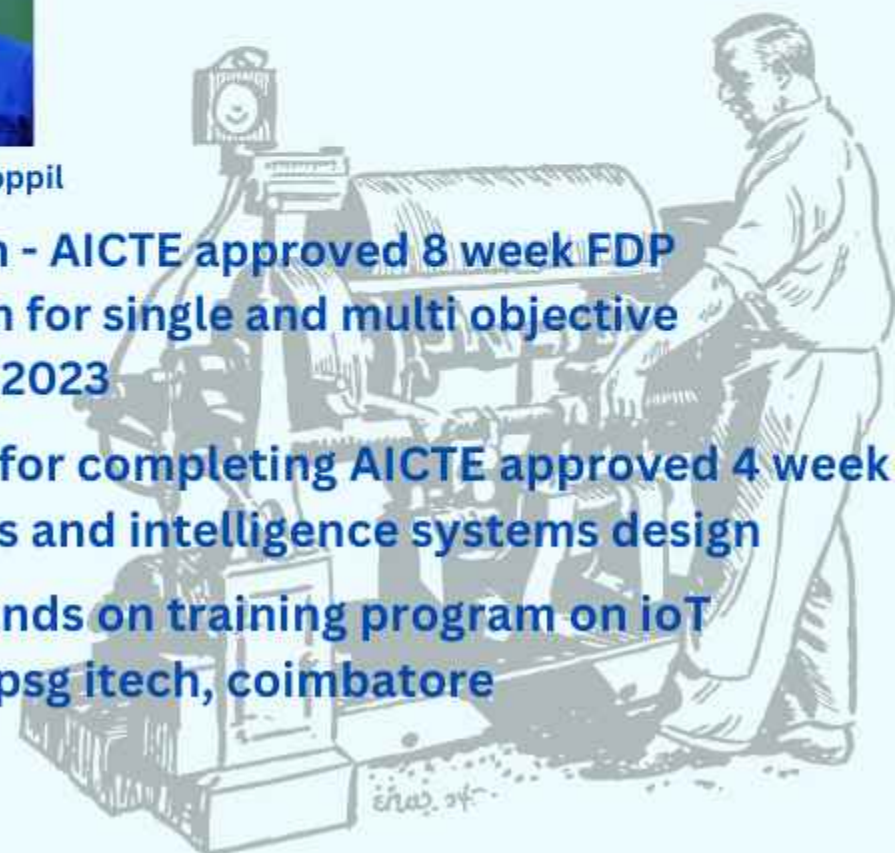 oppil
n - AICTE approved 8 week FDP
n for single and multi objective
2023
for completing AICTE approved 4 week
s and intelligence systems design
nds on training program on ioT
psg itech, coimbatore